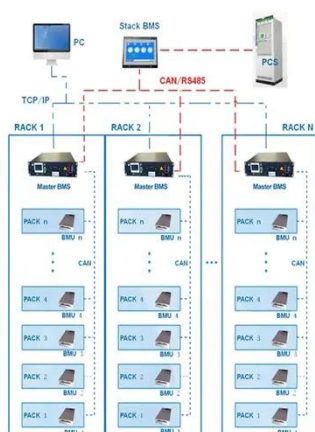 PC
Stack BMS
PCS
CAN/RS485
TCP/IP
RACK 1
RACK 2
RACK N
Master BMS
Master BMS
Master BMS
PACK n
PACK n
PACK n
BMU n
BMU n
BMU n
CAN
CAN
CAN
PACK 4
PACK 4
PACK 4
BMU 4
BMU 4
BMU 4
PACK 3
PACK 3
PACK 3
BMU 3
BMU 3
BMU 3
PACK 2
PACK 2
PACK 2
BMU 2
BMU 2
BMU 2
PACK 1
PACK 1
PACK 1